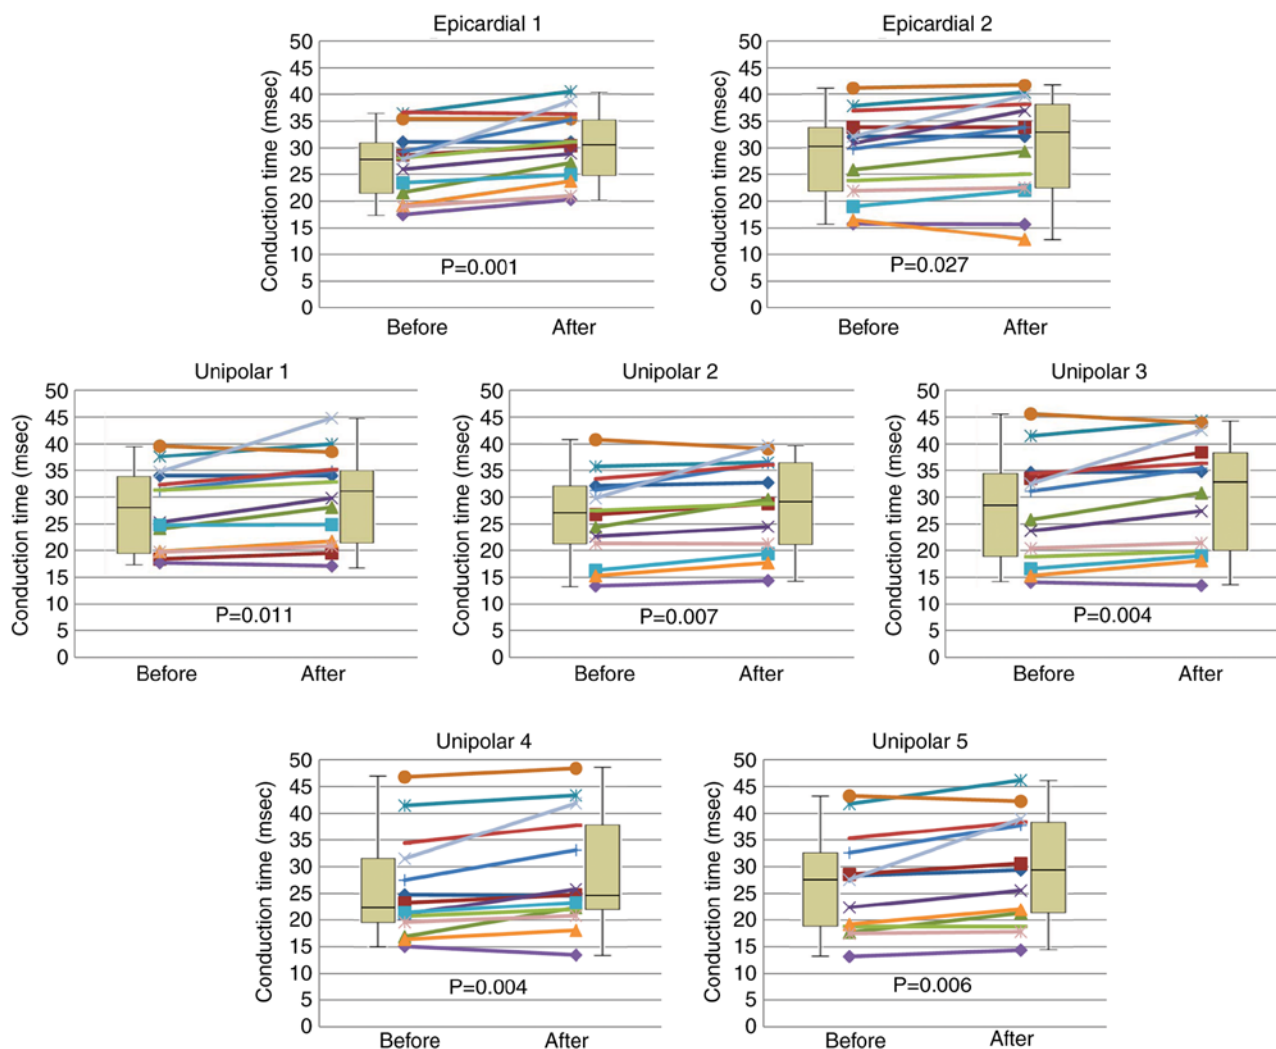 Epicardial 1
Conduction time (msec)
50
45
40
35
30
25
20
15
10
5
0
P=0.001
Before After
Epicardial 2
Conduction time (msec)
50
45
40
35
30
25
20
15
10
5
0
P=0.027
Before After
Unipolar 1
Conduction time (msec)
50
45
40
35
30
25
20
15
10
5
0
P=0.011
Before After
Unipolar 2
Conduction time (msec)
50
45
40
35
30
25
20
15
10
5
0
P=0.007
Before After
Unipolar 3
Conduction time (msec)
50
45
40
35
30
25
20
15
10
5
0
P=0.004
Before After
Unipolar 4
Conduction time (msec)
50
45
40
35
30
25
20
15
10
5
0
P=0.004
Before After
Unipolar 5
Conduction time (msec)
50
45
40
35
30
25
20
15
10
5
0
P=0.006
Before After